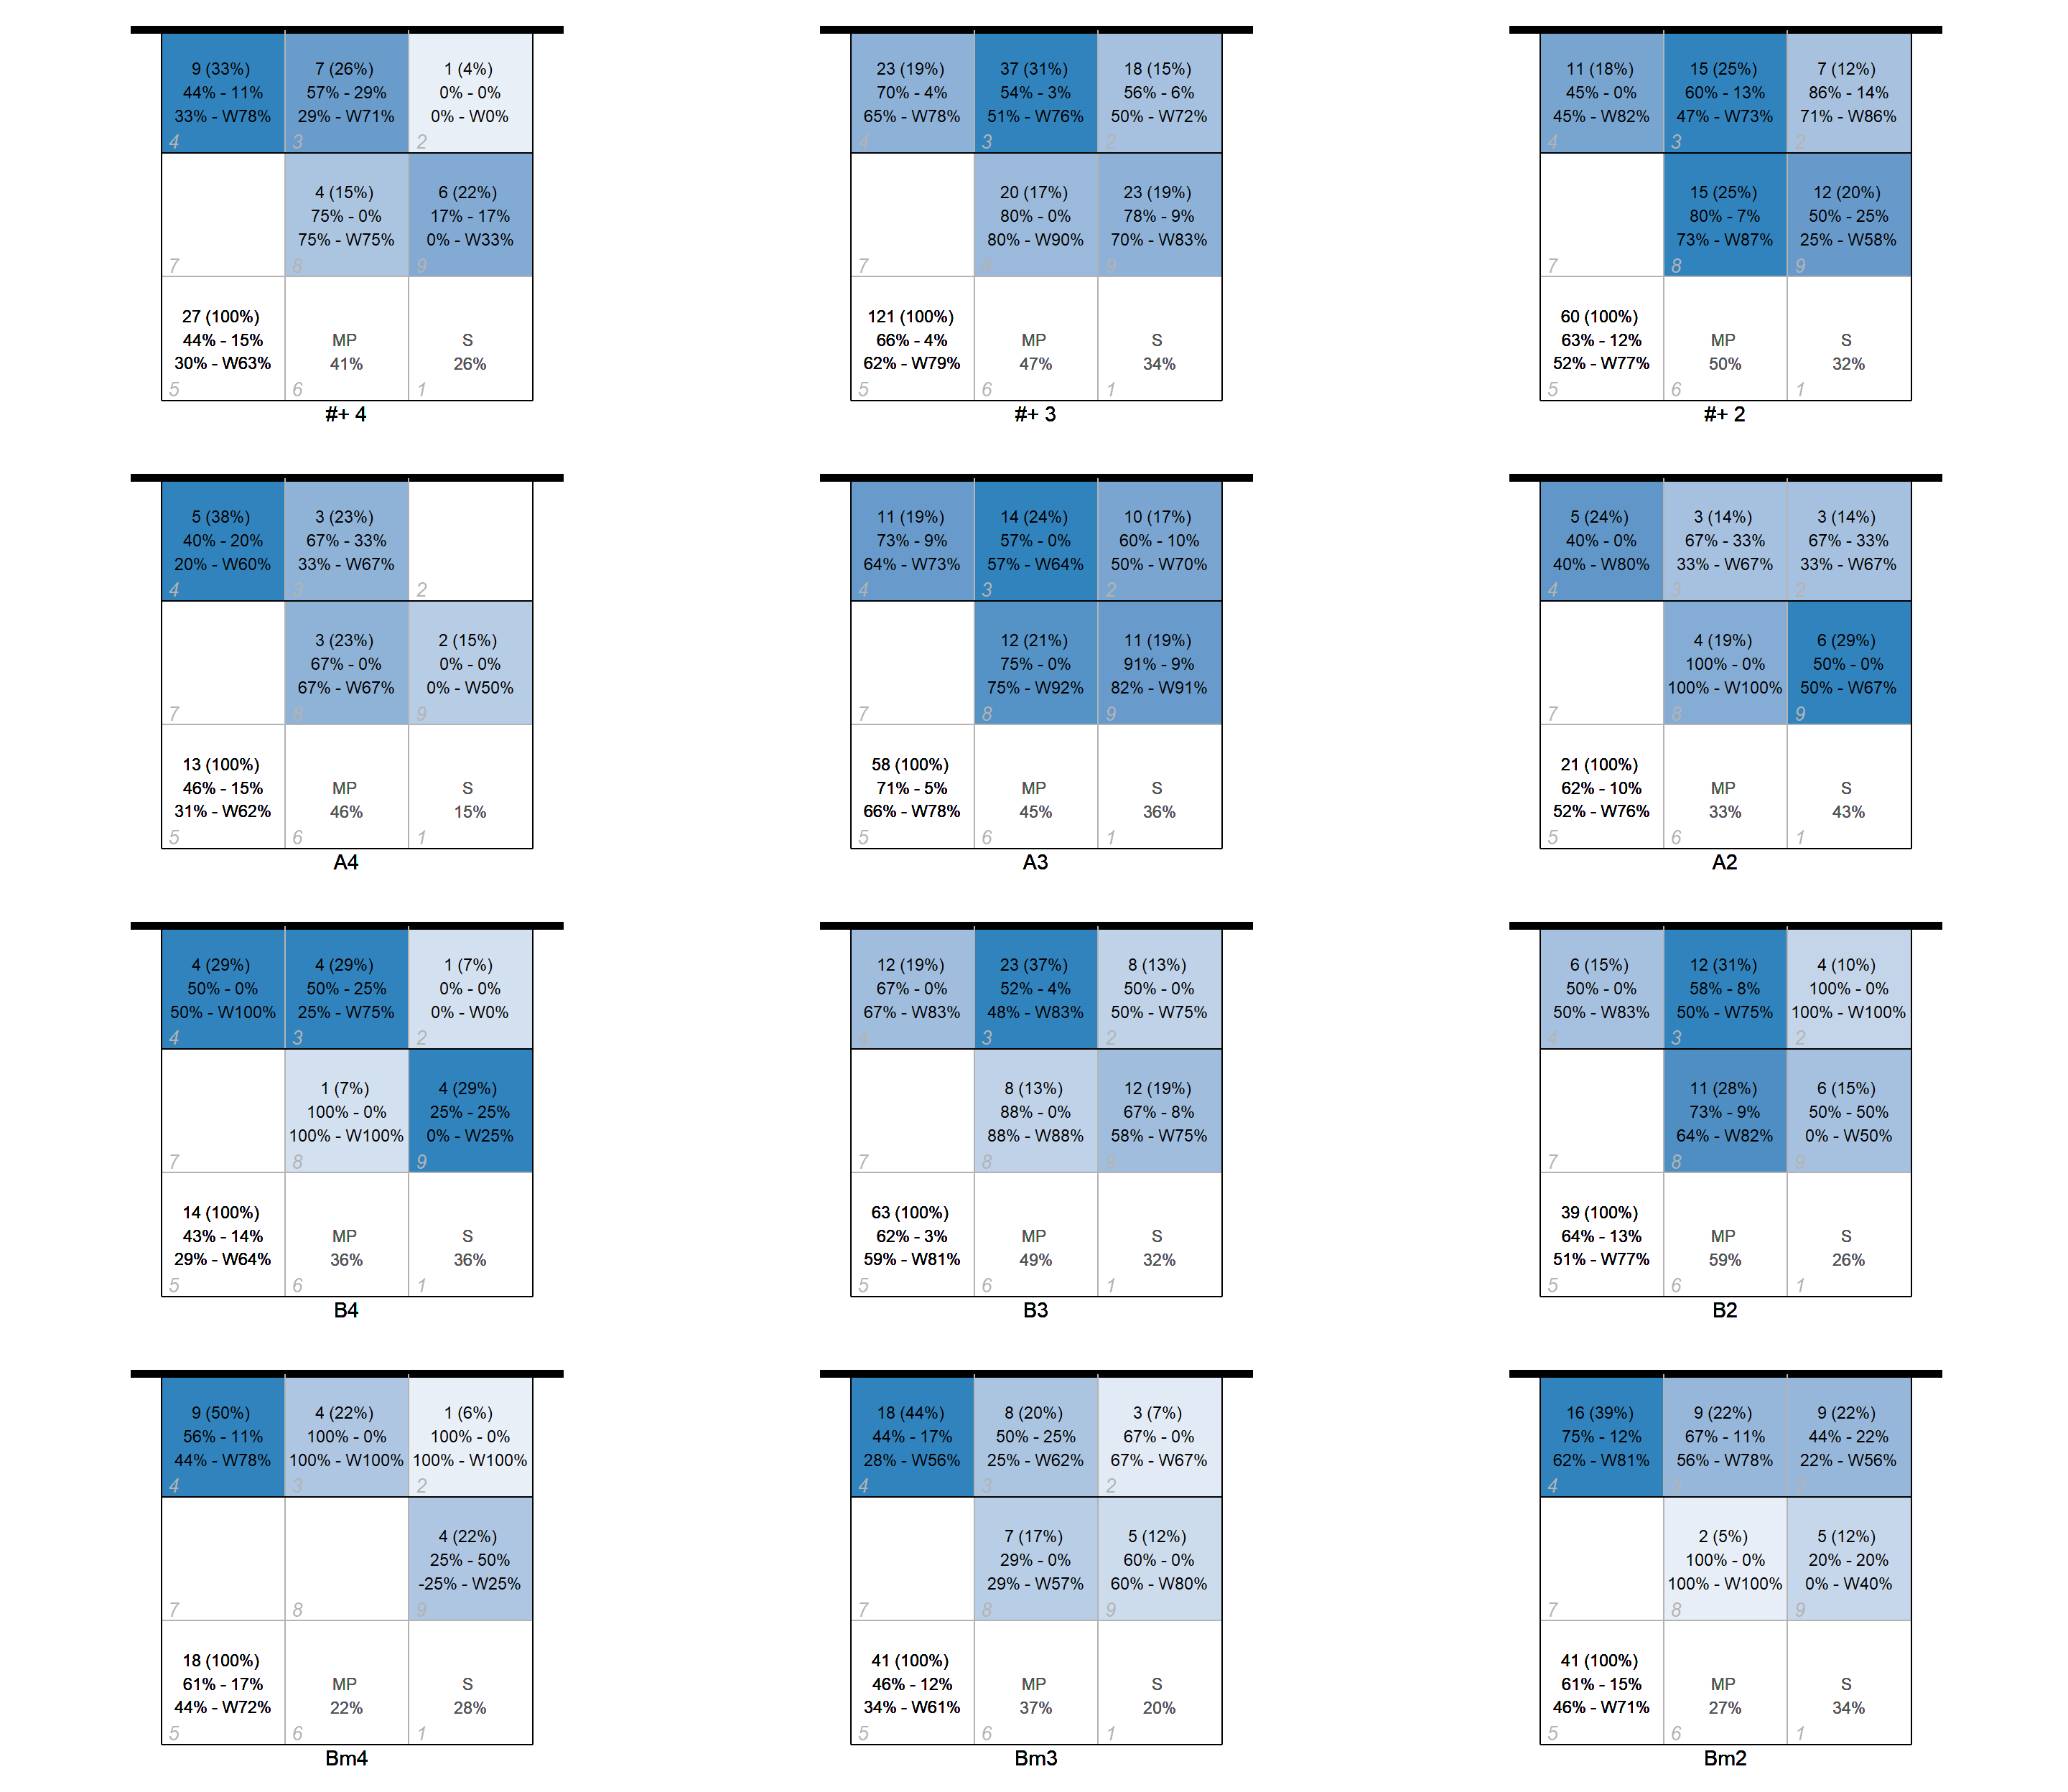 9 (33%)
44% - 11%
33% - W78%
4
7 (26%)
57% - 29%
29% - W71%
3
1 (4%)
0% - 0%
0% - W0%
2
7
4 (15%)
75% - 0%
75% - W75%
8
6 (22%)
17% - 17%
0% - W33%
9
27 (100%)
44% - 15%
30% - W63%
5
MP
41%
6
S
26%
1
#+ 4
23 (19%)
70% - 4%
65% - W78%
4
37 (31%)
54% - 3%
51% - W76%
3
18 (15%)
56% - 6%
50% - W72%
2
7
20 (17%)
80% - 0%
80% - W90%
8
23 (19%)
78% - 9%
70% - W83%
9
121 (100%)
66% - 4%
62% - W79%
5
MP
47%
6
S
34%
1
#+ 3
11 (18%)
45% - 0%
45% - W82%
4
15 (25%)
60% - 13%
47% - W73%
3
7 (12%)
86% - 14%
71% - W86%
2
7
15 (25%)
80% - 7%
73% - W87%
8
12 (20%)
50% - 25%
25% - W58%
9
60 (100%)
63% - 12%
52% - W77%
5
MP
50%
6
S
32%
1
#+ 2
5 (38%)
40% - 20%
20% - W60%
4
3 (23%)
67% - 33%
33% - W67%
3
2
7
3 (23%)
67% - 0%
67% - W67%
8
2 (15%)
0% - 0%
0% - W50%
9
13 (100%)
46% - 15%
31% - W62%
5
MP
46%
6
S
15%
1
A4
11 (19%)
73% - 9%
64% - W73%
4
14 (24%)
57% - 0%
57% - W64%
3
10 (17%)
60% - 10%
50% - W70%
2
7
12 (21%)
75% - 0%
75% - W92%
8
11 (19%)
91% - 9%
82% - W91%
9
58 (100%)
71% - 5%
66% - W78%
5
MP
45%
6
S
36%
1
A3
5 (24%)
40% - 0%
40% - W80%
4
3 (14%)
67% - 33%
33% - W67%
3
3 (14%)
67% - 33%
33% - W67%
2
7
4 (19%)
100% - 0%
100% - W100%
8
6 (29%)
50% - 0%
50% - W67%
9
21 (100%)
62% - 10%
52% - W76%
5
MP
33%
6
S
43%
1
A2
4 (29%)
50% - 0%
50% - W100%
4
4 (29%)
50% - 25%
25% - W75%
3
1 (7%)
0% - 0%
0% - W0%
2
7
1 (7%)
100% - 0%
100% - W100%
8
4 (29%)
25% - 25%
0% - W25%
9
14 (100%)
43% - 14%
29% - W64%
5
MP
36%
6
S
36%
1
B4
12 (19%)
67% - 0%
67% - W83%
4
23 (37%)
52% - 4%
48% - W83%
3
8 (13%)
50% - 0%
50% - W75%
2
7
8 (13%)
88% - 0%
88% - W88%
8
12 (19%)
67% - 8%
58% - W75%
9
63 (100%)
62% - 3%
59% - W81%
5
MP
49%
6
S
32%
1
B3
6 (15%)
50% - 0%
50% - W83%
4
12 (31%)
58% - 8%
50% - W75%
3
4 (10%)
100% - 0%
100% - W100%
2
7
11 (28%)
73% - 9%
64% - W82%
8
6 (15%)
50% - 50%
0% - W50%
9
39 (100%)
64% - 13%
51% - W77%
5
MP
59%
6
S
26%
1
B2
9 (50%)
56% - 11%
44% - W78%
4
4 (22%)
100% - 0%
100% - W100%
3
1 (6%)
100% - 0%
100% - W100%
2
7
8
4 (22%)
25% - 50%
-25% - W25%
9
18 (100%)
61% - 17%
44% - W72%
5
MP
22%
6
S
28%
1
Bm4
18 (44%)
44% - 17%
28% - W56%
4
8 (20%)
50% - 25%
25% - W62%
3
3 (7%)
67% - 0%
67% - W67%
2
7
7 (17%)
29% - 0%
29% - W57%
8
5 (12%)
60% - 0%
60% - W80%
9
41 (100%)
46% - 12%
34% - W61%
5
MP
37%
6
S
20%
1
Bm3
16 (39%)
75% - 12%
62% - W81%
4
9 (22%)
67% - 11%
56% - W78%
3
9 (22%)
44% - 22%
22% - W56%
2
7
2 (5%)
100% - 0%
100% - W100%
8
5 (12%)
20% - 20%
0% - W40%
9
41 (100%)
61% - 15%
46% - W71%
5
MP
27%
6
S
34%
1
Bm2